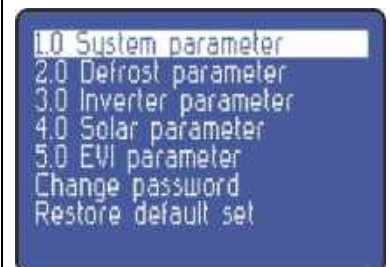 1.0 System parameter
2.0 Defrost parameter
3.0 Inverter parameter
4.0 Solar parameter
5.0 EVI parameter
Change password
Restore default set